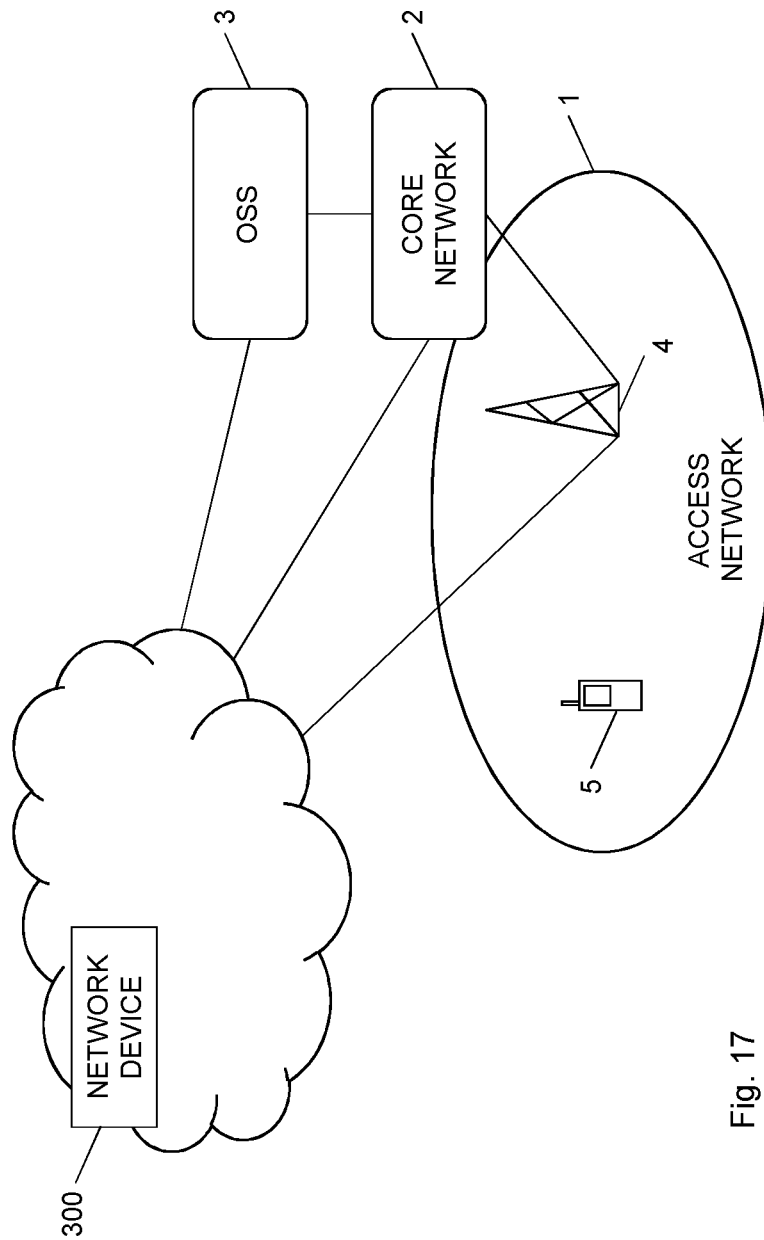 300
NETWORK
DEVICE
OSS
3
CORE
NETWORK
2
1
4
5
ACCESS
NETWORK
Fig. 17